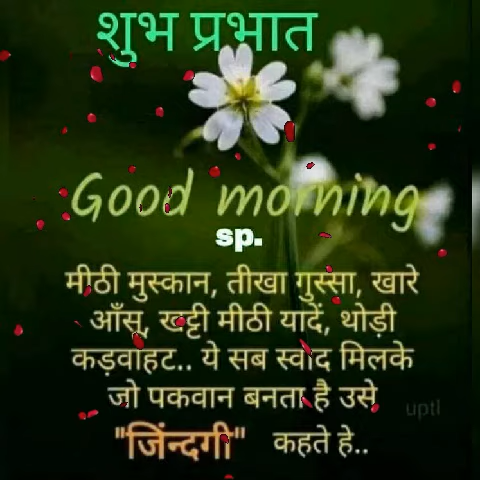 शुभ प्रभात
Good morning
sp.
मीठी मुस्कान, तीखा गुस्सा, खारे
आँसू, खट्टी मीठी यादें, थोड़ी
कड़वाहट.. ये सब स्वाद मिलके
जो पकवान बनता है उसे
uptl
"जिंन्दगी" कहते हे..